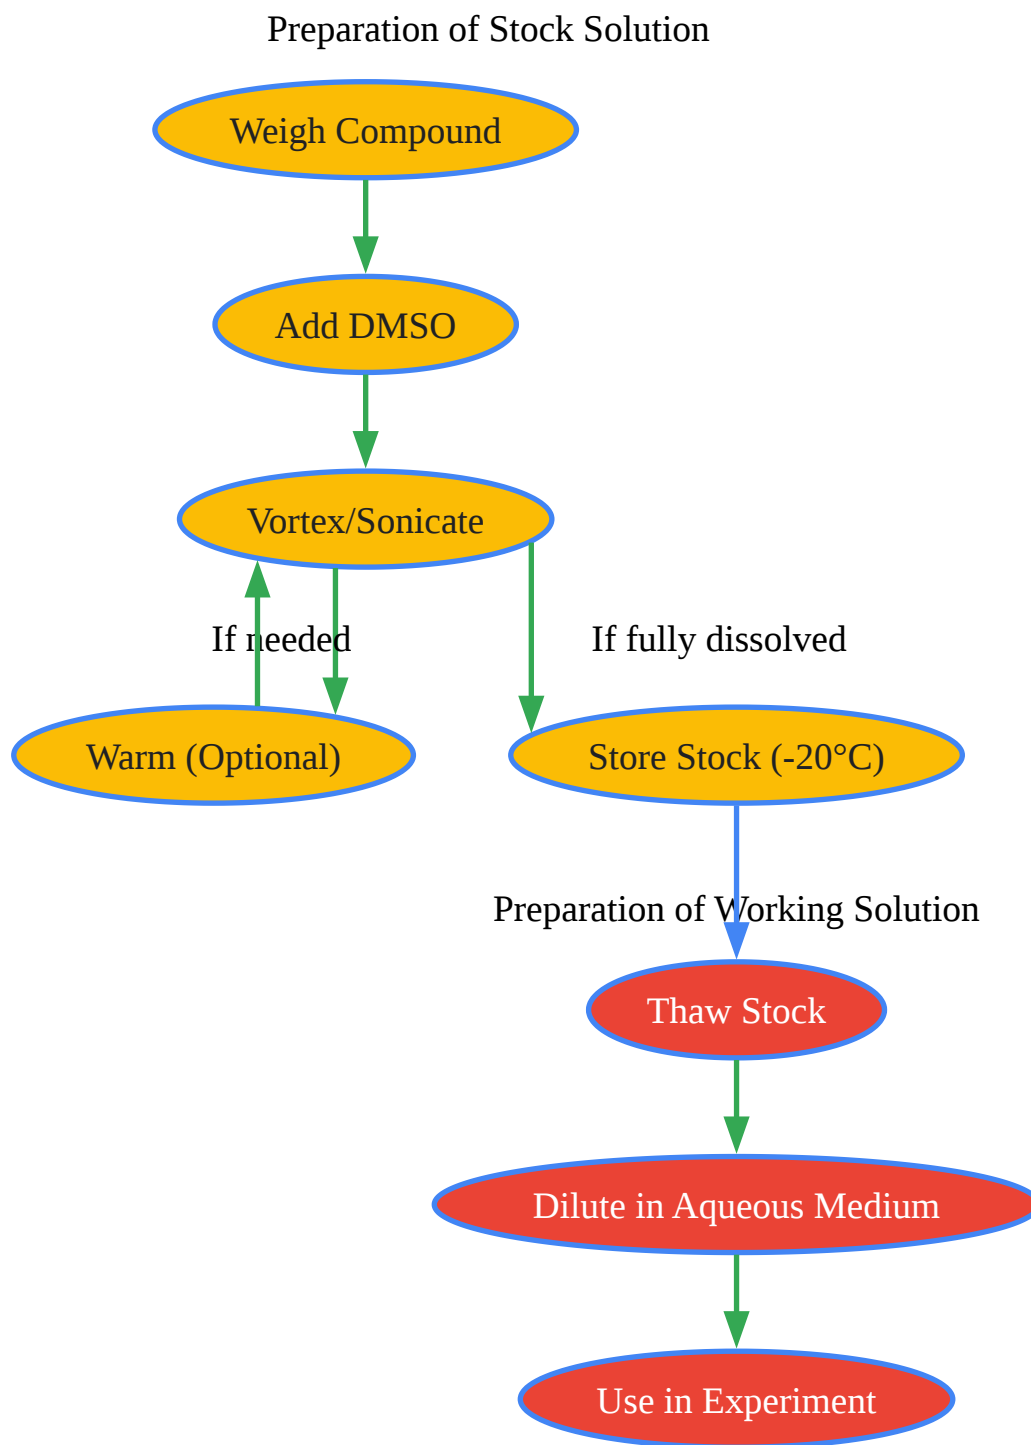 Preparation of Stock Solution
Weigh Compound
Add DMSO
Vortex/Sonicate
If needed
If fully dissolved
Warm (Optional)
Store Stock (-20°C)
Preparation of Working Solution
Thaw Stock
Dilute in Aqueous Medium
Use in Experiment